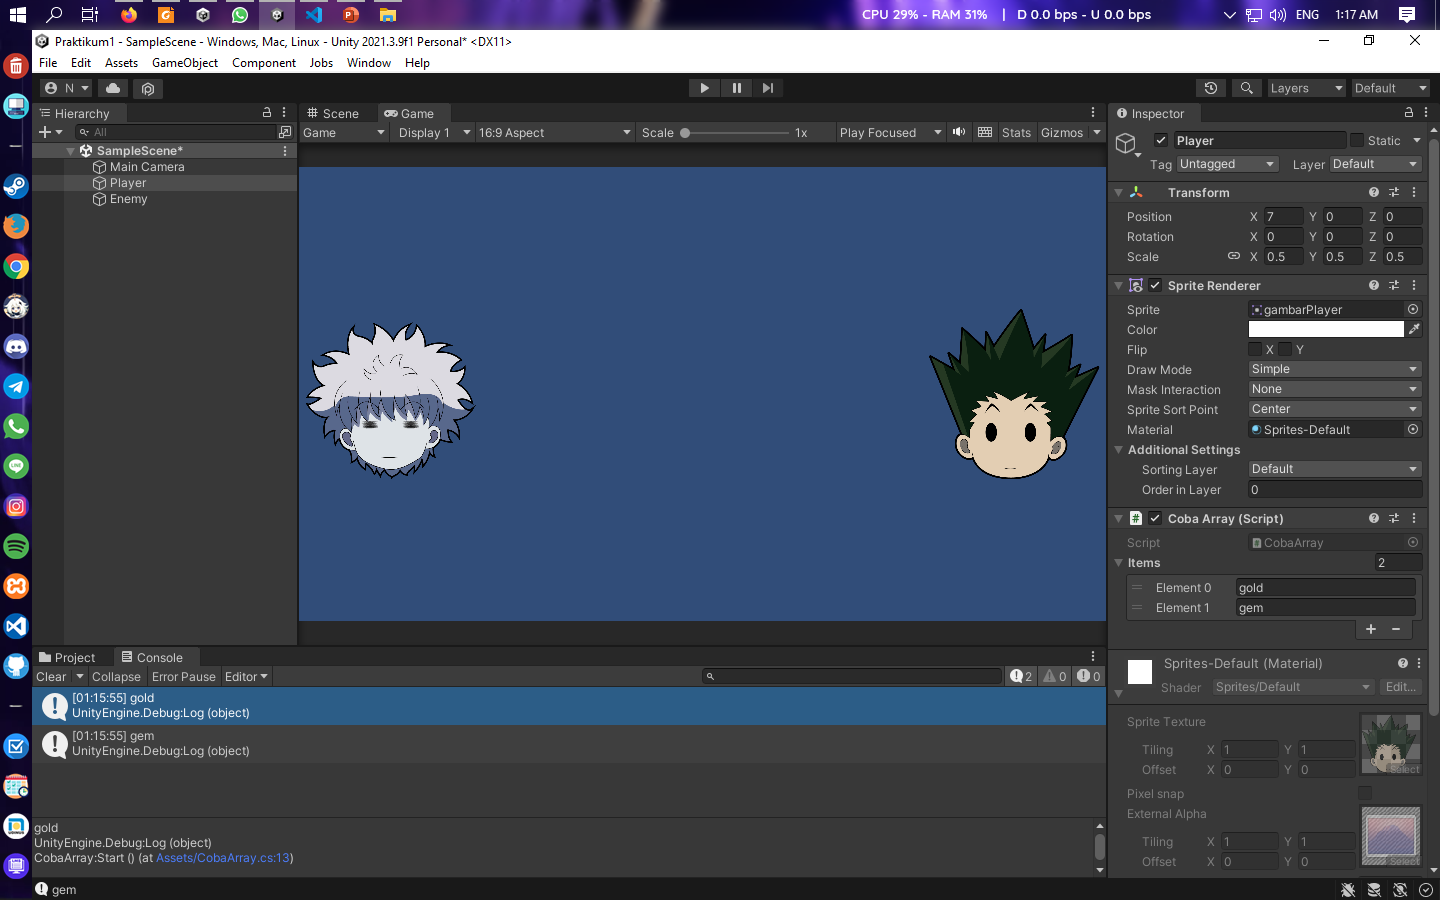 CPU 29% - RAM 31% | D 0.0 bps - U 0.0 bps
ENG 1:17 AM
Praktikum1 - SampleScene - Windows, Mac, Linux - Unity 2021.3.9f1 Personal* <DX11>
File Edit Assets GameObject Component Jobs Window Help
N Layers Default
Hierarchy
All
SampleScene*
Main Camera
Player
Enemy
Scene Game
Game Display 1 16:9 Aspect Scale 1x Play Focused Stats Gizmos
Inspector
Player Static
Tag Untagged Layer Default
Transform
Position X 7 Y 0 Z 0
Rotation X 0 Y 0 Z 0
Scale X 0.5 Y 0.5 Z 0.5
Sprite Renderer
Sprite gambarPlayer
Color
Flip X Y
Draw Mode Simple
Mask Interaction None
Sprite Sort Point Center
Material Sprites-Default
Additional Settings
Sorting Layer Default
Order in Layer 0
# Coba Array (Script)
Script CobaArray
Items 2
Element 0 gold
Element 1 gem
+ −
Sprites-Default (Material)
Shader Sprites/Default Edit...
Sprite Texture
Tiling X 1 Y 1
Offset X 0 Y 0
Select
Pixel snap
External Alpha
Tiling X 1 Y 1
Offset X 0 Y 0
Select
Project Console
Clear Collapse Error Pause Editor 2 0 0
[01:15:55] gold
UnityEngine.Debug:Log (object)
[01:15:55] gem
UnityEngine.Debug:Log (object)
gold
UnityEngine.Debug:Log (object)
CobaArray:Start () (at Assets/CobaArray.cs:13)
gem